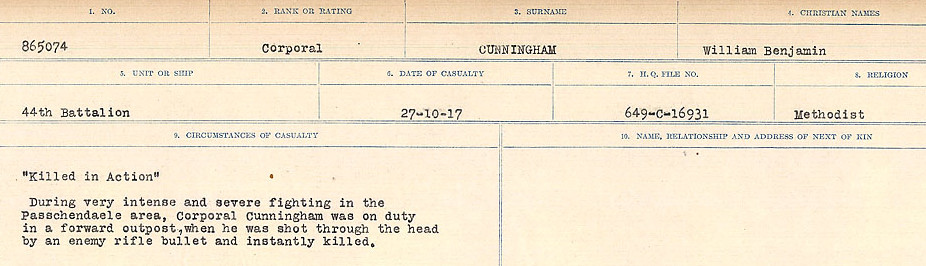 1. NO. 2. RANK OR RATING 3. SURNAME 4. CHRISTIAN NAMES
865074 Corporal CUNNINGHAM William Benjamin
5. UNIT OR SHIP 6. DATE OF CASUALTY 7. H.Q. FILE NO. 8. RELIGION
44th Battalion 27-10-17 649-C-16931 Methodist
9. CIRCUMSTANCES OF CASUALTY 10. NAME, RELATIONSHIP AND ADDRESS OF NEXT OF KIN
"Killed in Action"
During very intense and severe fighting in the
Passchendaele area, Corporal Cunningham was on duty
in a forward outpost,when he was shot through the head
by an enemy rifle bullet and instantly killed.